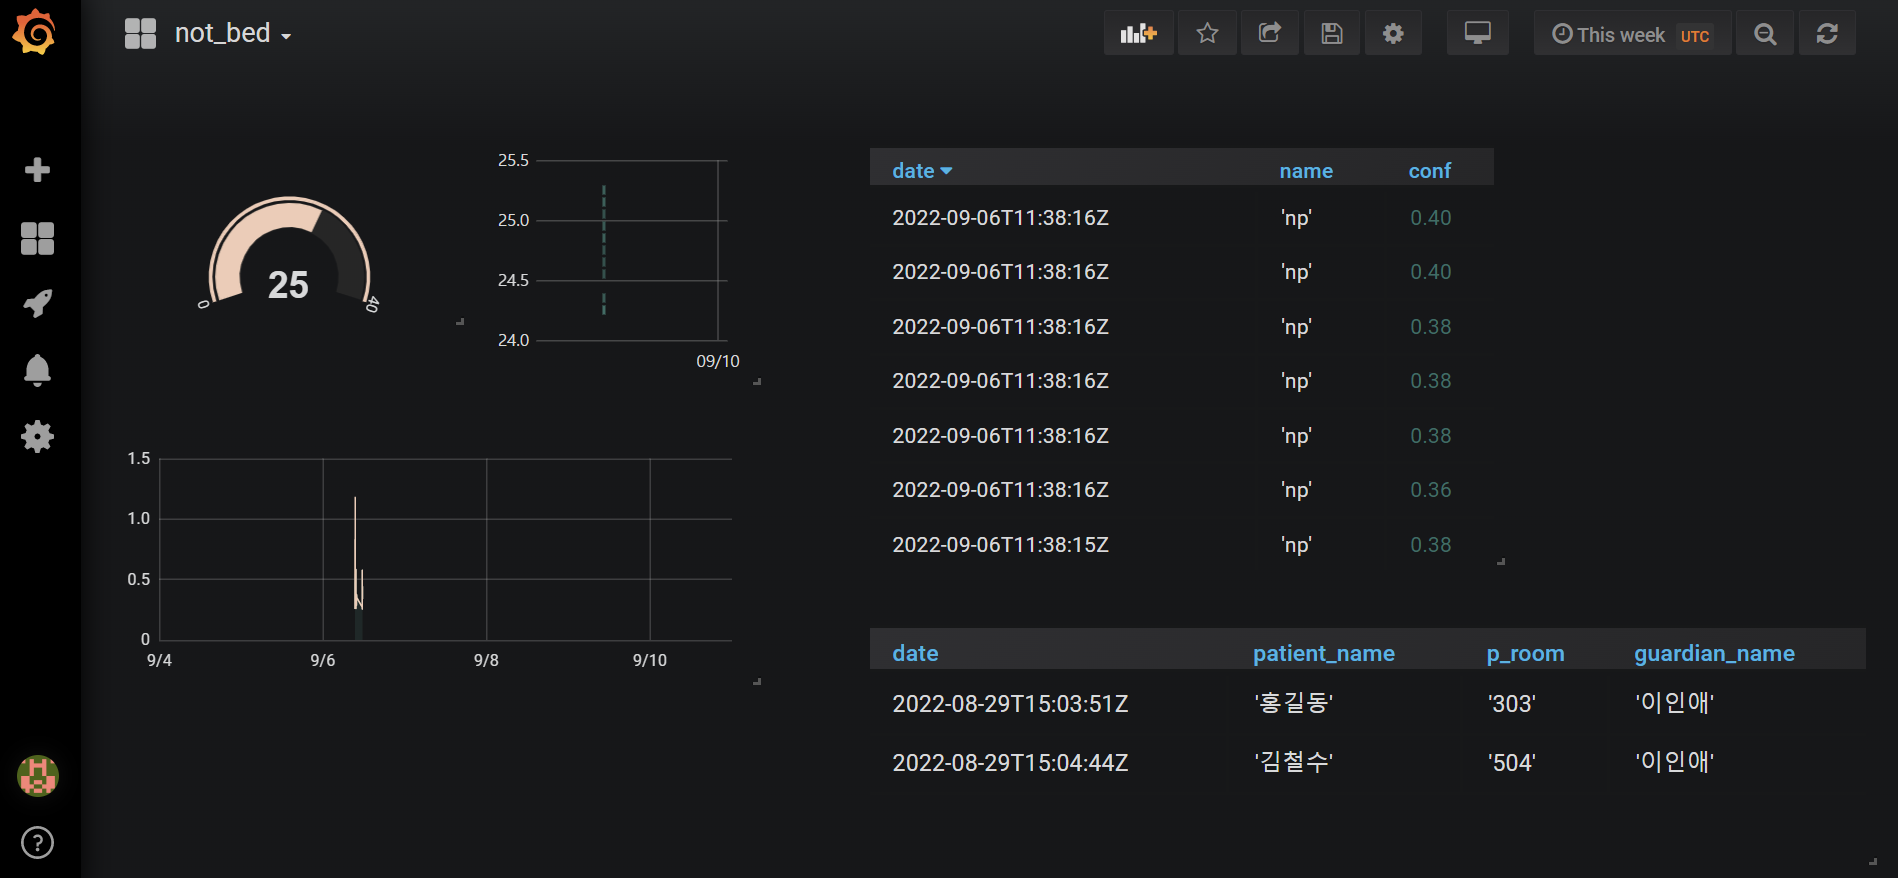 not_bed
This week UTC
25
0
40
25.5
25.0
24.5
24.0
09/10
1.5
1.0
0.5
0
9/4 9/6 9/8 9/10
date name conf
2022-09-06T11:38:16Z 'np' 0.40
2022-09-06T11:38:16Z 'np' 0.40
2022-09-06T11:38:16Z 'np' 0.38
2022-09-06T11:38:16Z 'np' 0.38
2022-09-06T11:38:16Z 'np' 0.38
2022-09-06T11:38:16Z 'np' 0.36
2022-09-06T11:38:15Z 'np' 0.38
date patient_name p_room guardian_name
2022-08-29T15:03:51Z '홍길동' '303' '이인애'
2022-08-29T15:04:44Z '김철수' '504' '이인애'